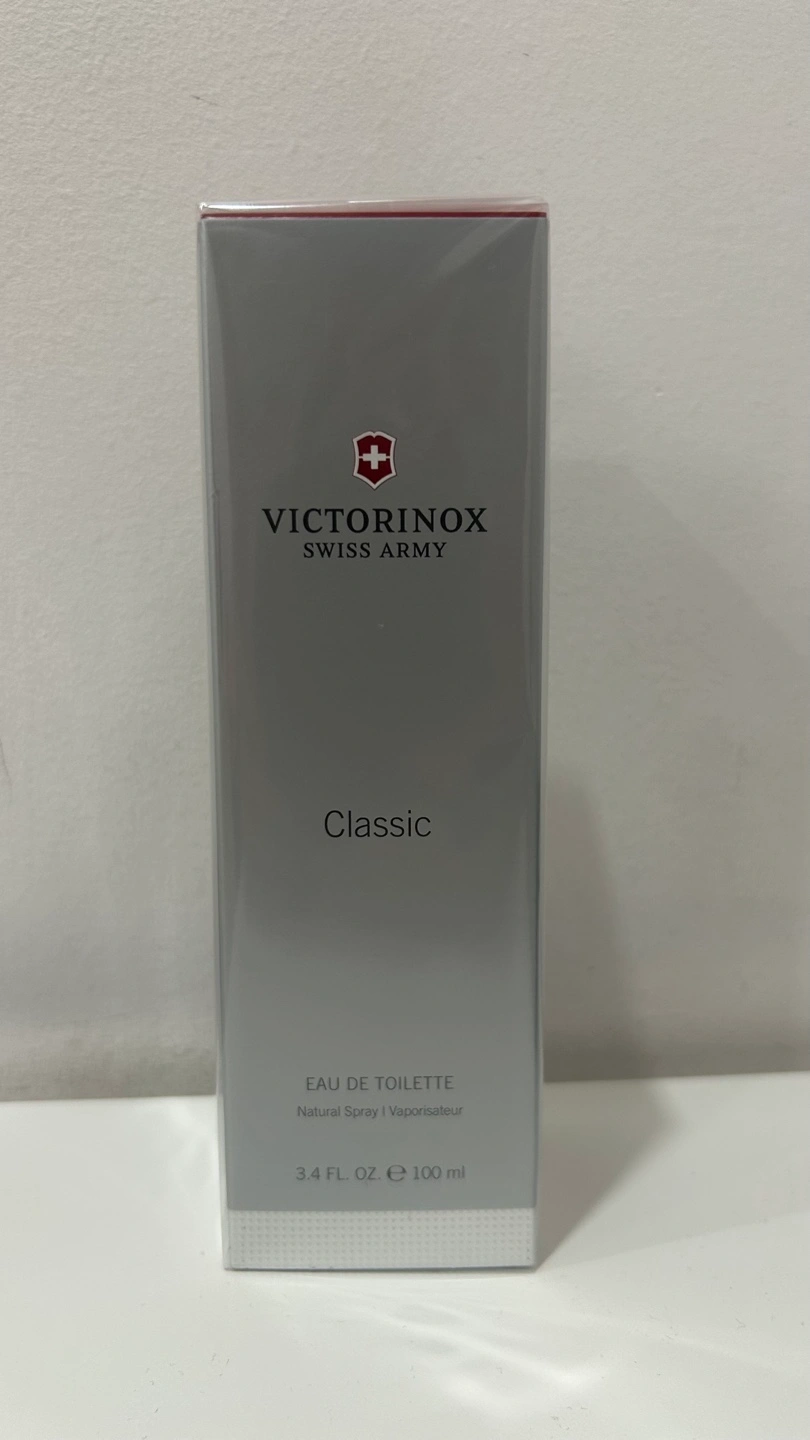 VICTORINOX
SWISS ARMY
Classic
EAU DE TOILETTE
Natural Spray | Vaporisateur
3.4 FL. OZ. ℮ 100 ml